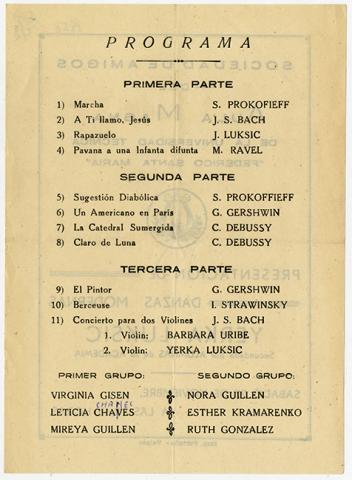 PROGRAMA
PRIMERA PARTE
1) Marcha S. PROKOFIEFF
2) A Ti llamo, Jesús J. S. BACH
3) Rapazuelo J. LUKSIC
4) Pavana a una Infanta difunta M. RAVEL
SEGUNDA PARTE
5) Sugestión Diabólica S. PROKOFFIEFF
6) Un Americano en París G. GERSHWIN
7) La Catedral Sumergida C. DEBUSSY
8) Claro de Luna C. DEBUSSY
TERCERA PARTE
9) El Pintor G. GERSHWIN
10) Berceuse I. STRAWINSKY
11) Concierto para dos Violines J. S. BACH
1. Violin: BARBARA URIBE
2. Violin: YERKA LUKSIC
PRIMER GRUPO: SEGUNDO GRUPO:
VIRGINIA GISEN NORA GUILLEN
LETICIA CHAVES ESTHER KRAMARENKO
MIREYA GUILLEN RUTH GONZALEZ